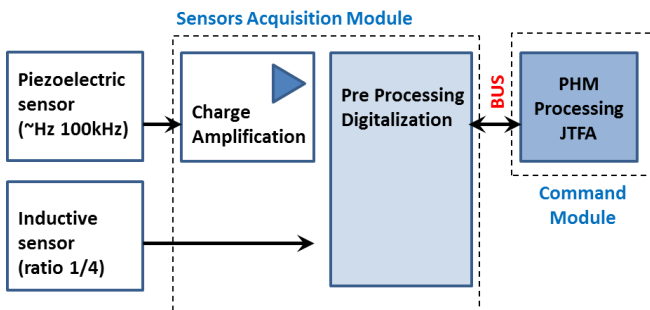 Sensors Acquisition Module
Piezoelectric
sensor
(~Hz 100kHz)
Charge
Amplification
Pre Processing
Digitalization
BUS
PHM
Processing
JTFA
Command
Module
Inductive
sensor
(ratio 1/4)